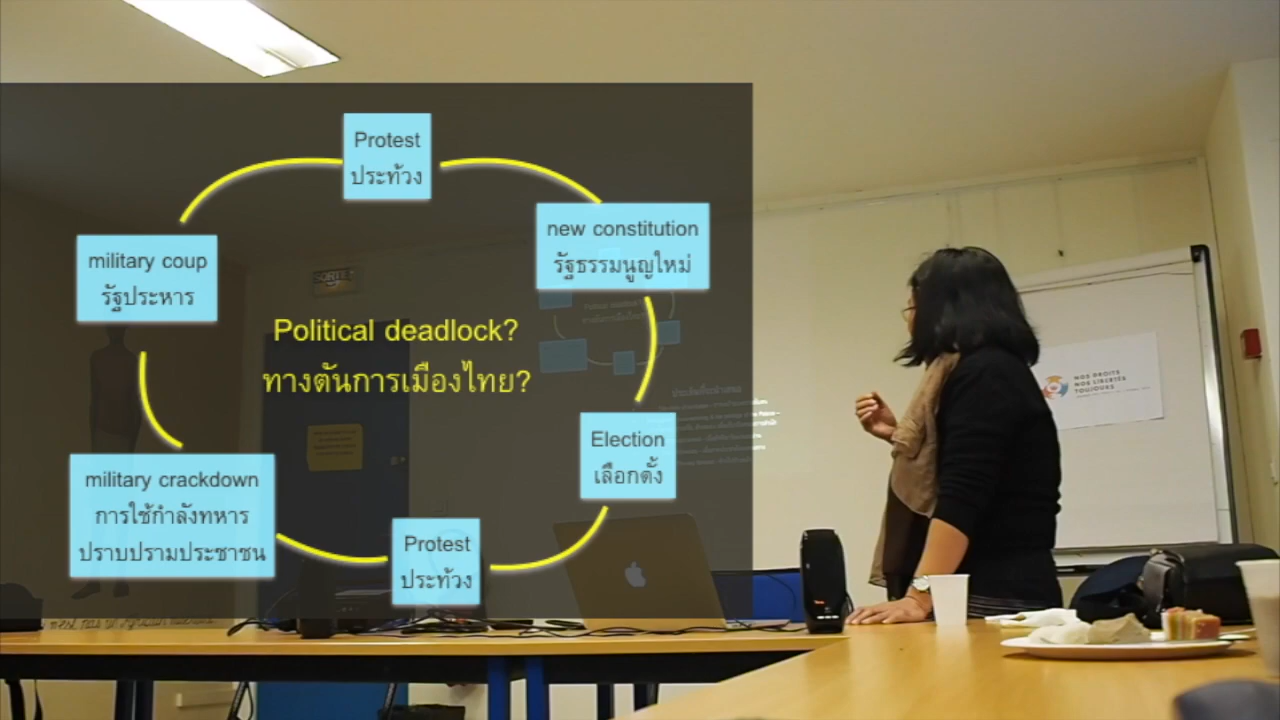 Protest
ประท้วง
new constitution
รัฐธรรมนูญใหม่
military coup
รัฐประหาร
SORTIE
Political deadlock?
ทางตันการเมืองไทย?
NOS DROITS
NOS LIBERTÉS
TOUJOURS
Election
เลือกตั้ง
military crackdown
การใช้กำลังทหาร
ปราบปรามประชาชน
Protest
ประท้วง